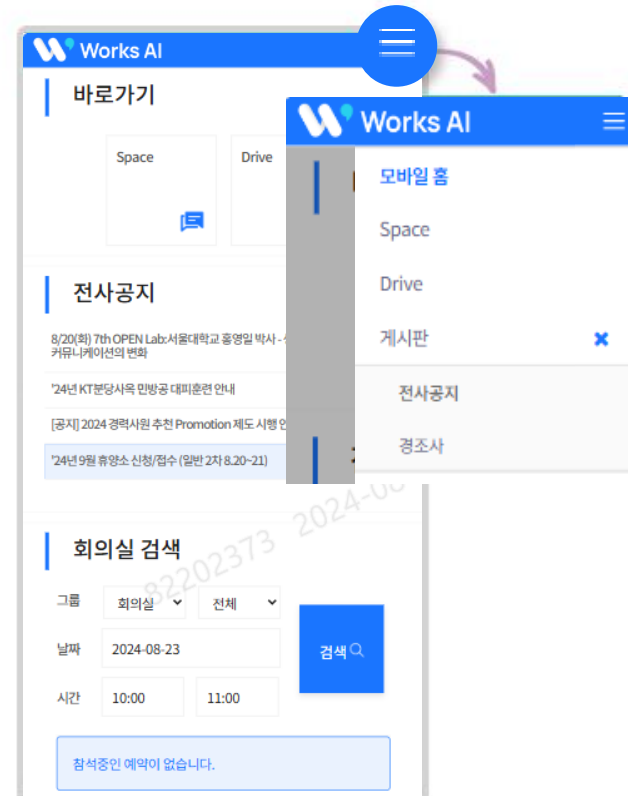 Works AI
바로가기
Space
Drive
전사공지
8/20(화) 7th OPEN Lab:서울대학교 홍영일 박사 -
커뮤니케이션의 변화
'24년 KT분당사옥 민방공 대피훈련 안내
[공지] 2024 경력사원 추천 Promotion 제도 시행
'24년 9월 휴양소 신청/접수 (일반 2차 8.20~21)
회의실 검색
그룹 회의실 전체
날짜 2024-08-23
시간 10:00 11:00
검색
참석중인 예약이 없습니다.
82202373 2024-08
Works AI
모바일 홈
Space
Drive
게시판
전사공지
경조사